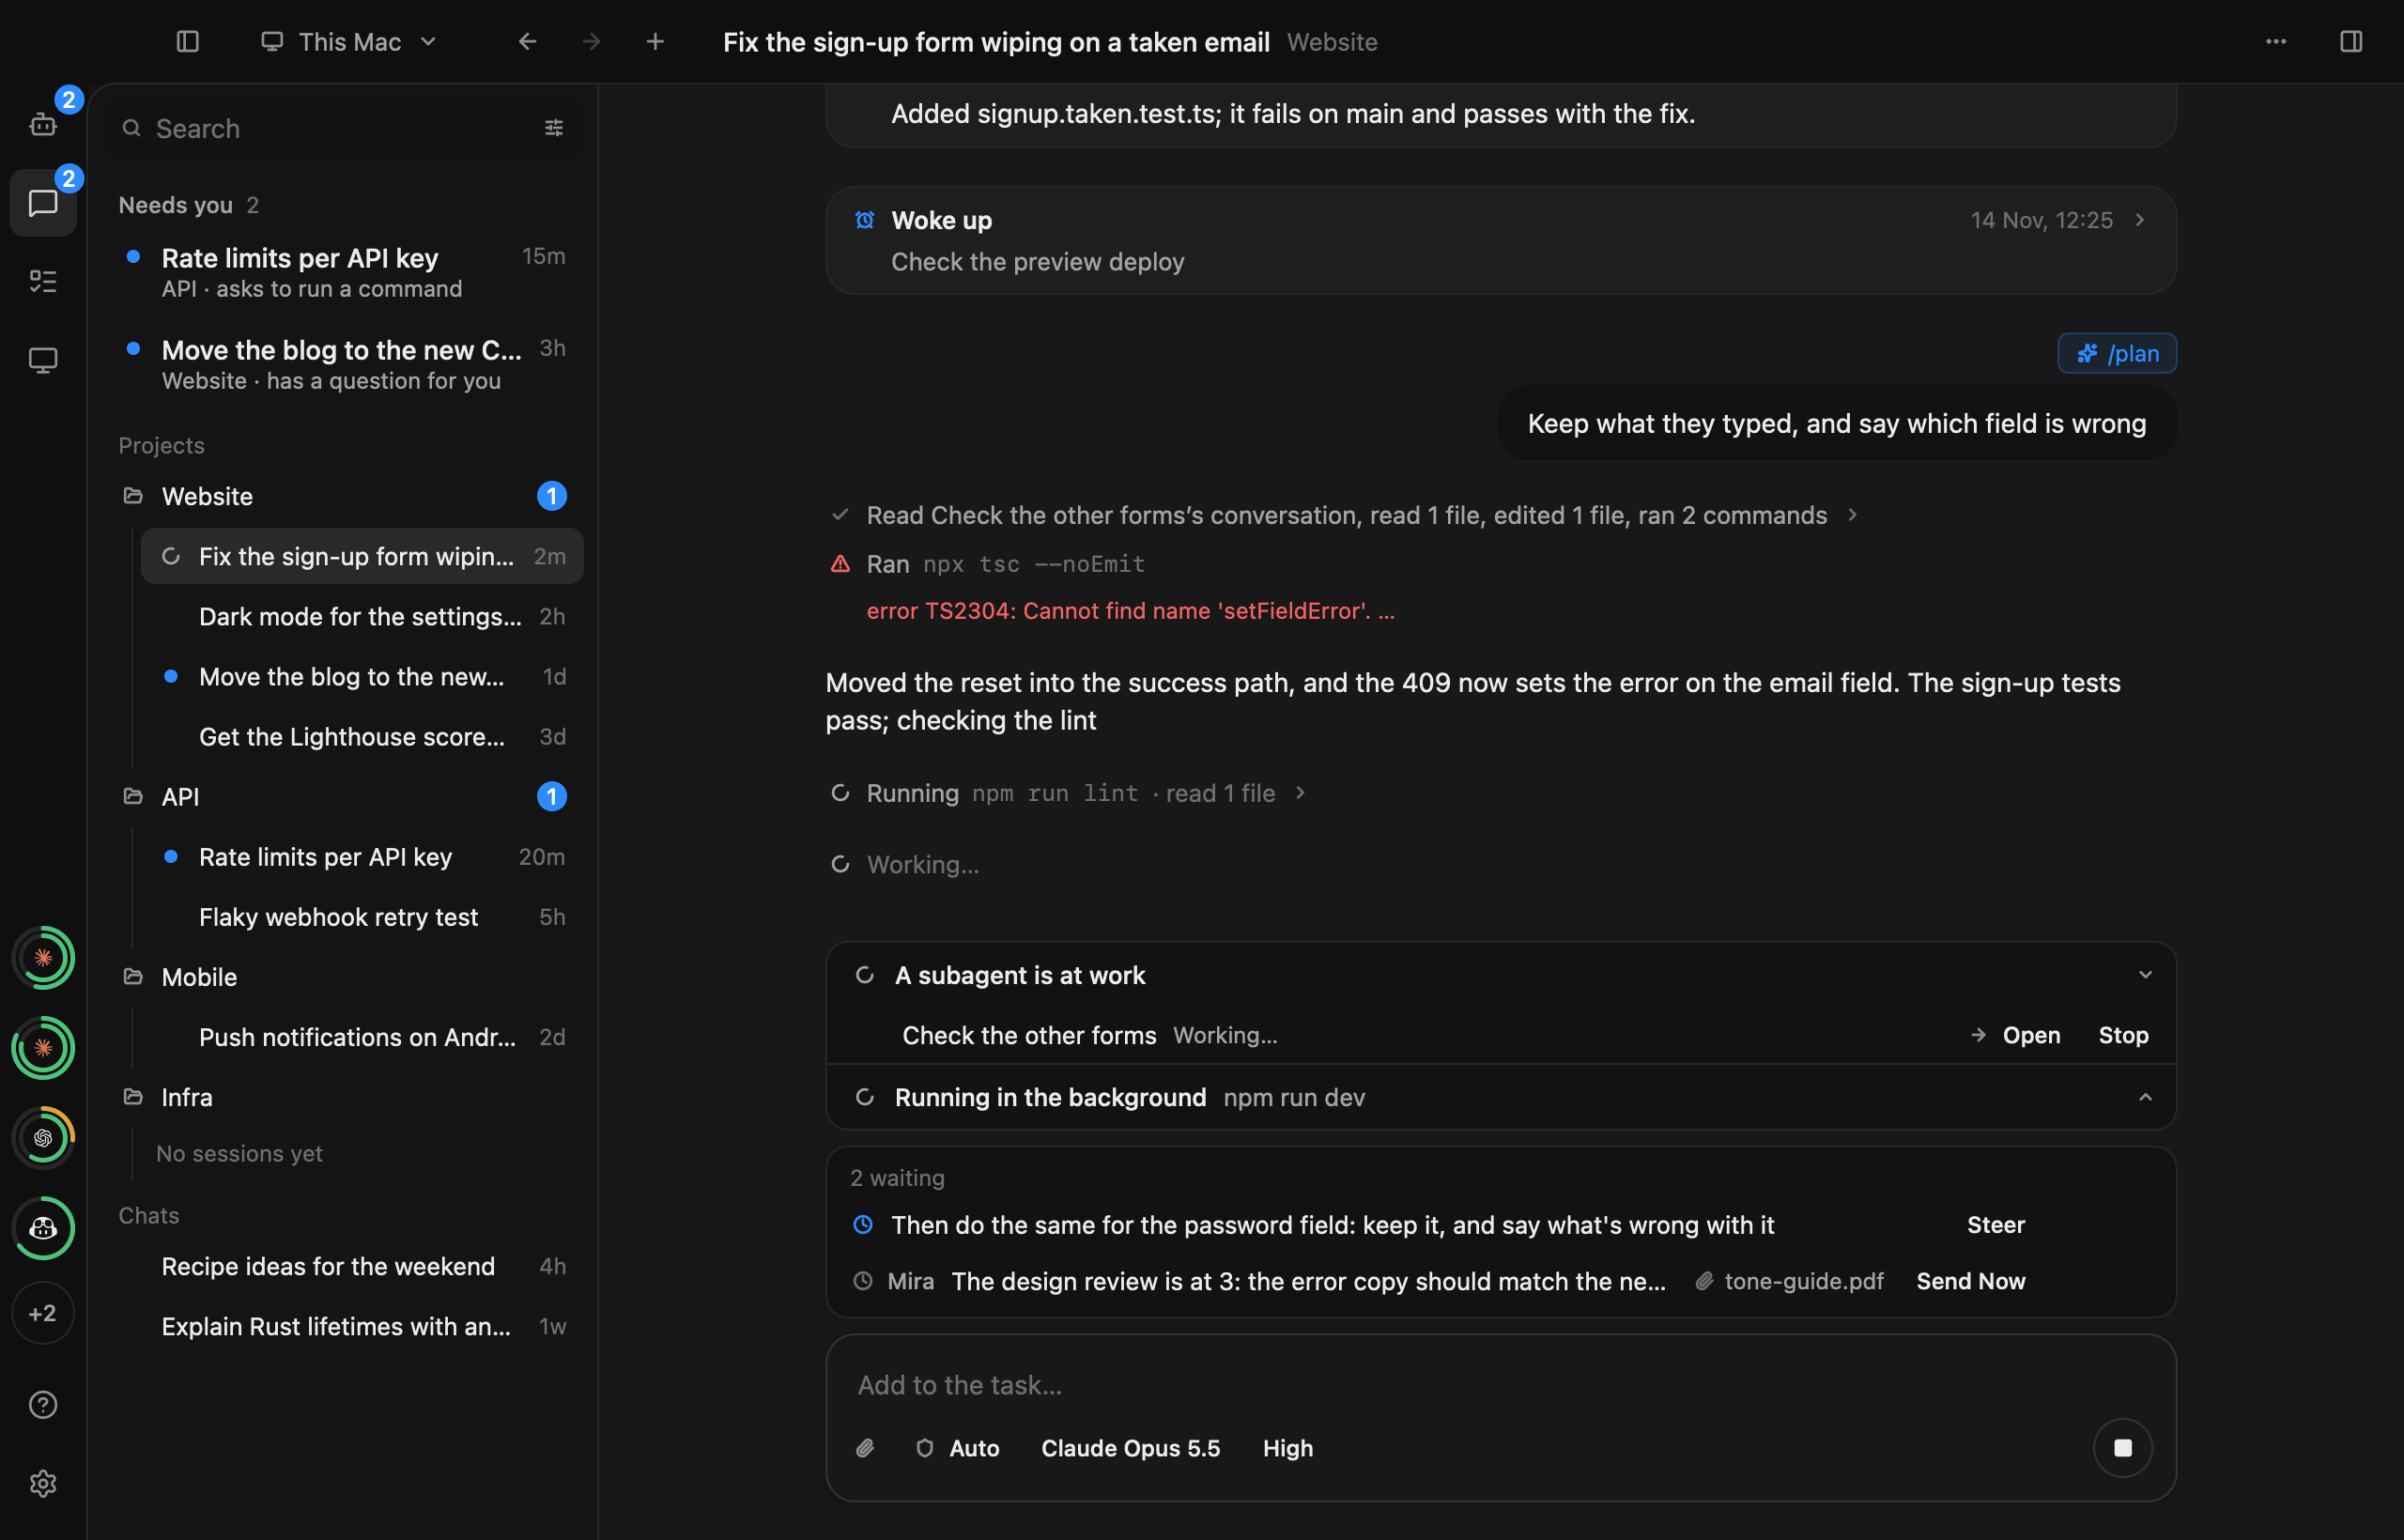 This Mac
Fix the sign-up form wiping on a taken email Website
2
2
Search
Needs you 2
Rate limits per API key 15m
API · asks to run a command
Move the blog to the new C... 3h
Website · has a question for you
Projects
Website 1
Fix the sign-up form wipin... 2m
Dark mode for the settings... 2h
Move the blog to the new... 1d
Get the Lighthouse score... 3d
API 1
Rate limits per API key 20m
Flaky webhook retry test 5h
Mobile
Push notifications on Andr... 2d
Infra
No sessions yet
Chats
Recipe ideas for the weekend 4h
Explain Rust lifetimes with an... 1w
+2
Added signup.taken.test.ts; it fails on main and passes with the fix.
Woke up 14 Nov, 12:25
Check the preview deploy
/plan
Keep what they typed, and say which field is wrong
Read Check the other forms’s conversation, read 1 file, edited 1 file, ran 2 commands
Ran npx tsc --noEmit
error TS2304: Cannot find name 'setFieldError'. ...
Moved the reset into the success path, and the 409 now sets the error on the email field. The sign-up tests
pass; checking the lint
Running npm run lint · read 1 file
Working...
A subagent is at work
Check the other forms Working... Open Stop
Running in the background npm run dev
2 waiting
Then do the same for the password field: keep it, and say what's wrong with it Steer
Mira The design review is at 3: the error copy should match the ne... tone-guide.pdf Send Now
Add to the task...
Auto Claude Opus 5.5 High